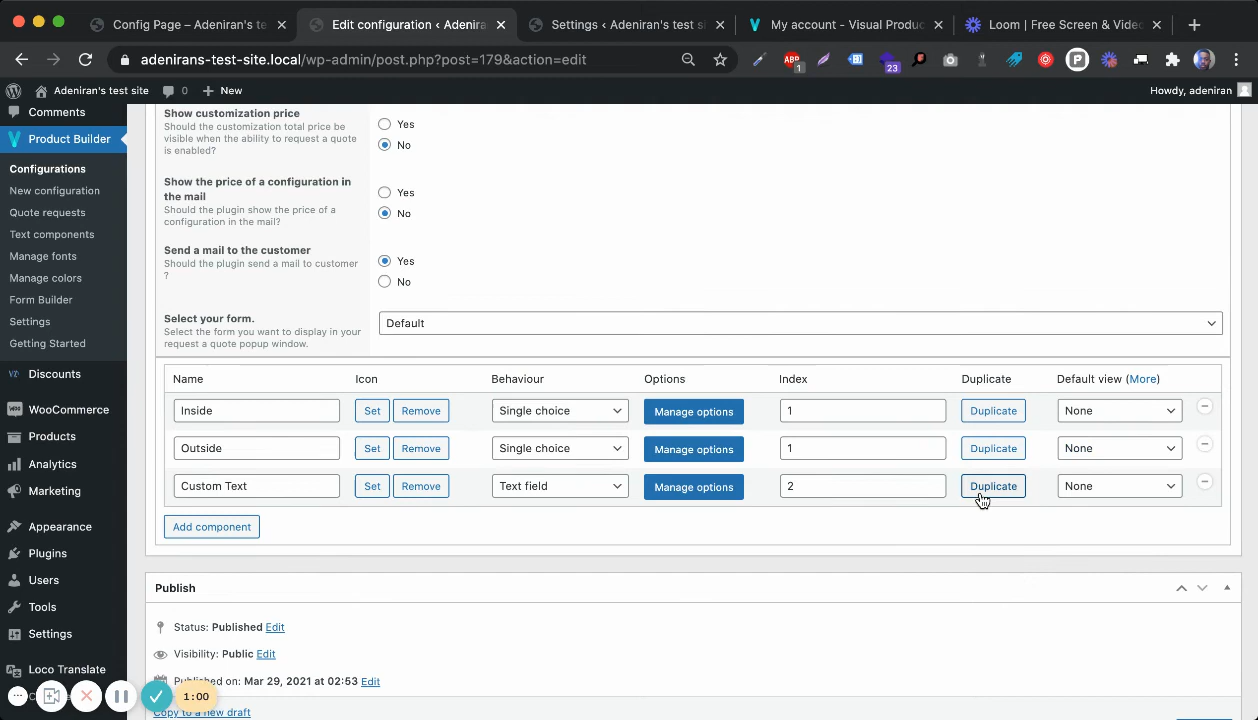 Config Page – Adeniran's te
Edit configuration ‹ Adenira
Settings ‹ Adeniran's test si
My account - Visual Produc
Loom | Free Screen & Video
adenirans-test-site.local/wp-admin/post.php?post=179&action=edit
ABP
1
23
P
Adeniran's test site
0
New
Howdy, adeniran
Comments
Product Builder
Configurations
New configuration
Quote requests
Text components
Manage fonts
Manage colors
Form Builder
Settings
Getting Started
Discounts
WooCommerce
Products
Analytics
Marketing
Appearance
Plugins
Users
Tools
Settings
Loco Translate
Show customization price
Should the customization total price be
visible when the ability to request a quote
is enabled?
Yes
No
Show the price of a configuration in
the mail
Should the plugin show the price of a
configuration in the mail?
Yes
No
Send a mail to the customer
Should the plugin send a mail to customer
?
Yes
No
Select your form.
Select the form you want to display in your
request a quote popup window.
Default
Name Icon Behaviour Options Index Duplicate Default view (More)
Inside Set Remove Single choice Manage options 1 Duplicate None
Outside Set Remove Single choice Manage options 1 Duplicate None
Custom Text Set Remove Text field Manage options 2 Duplicate None
Add component
Publish
Status: Published Edit
Visibility: Public Edit
Published on: Mar 29, 2021 at 02:53 Edit
Copy to a new draft
1:00